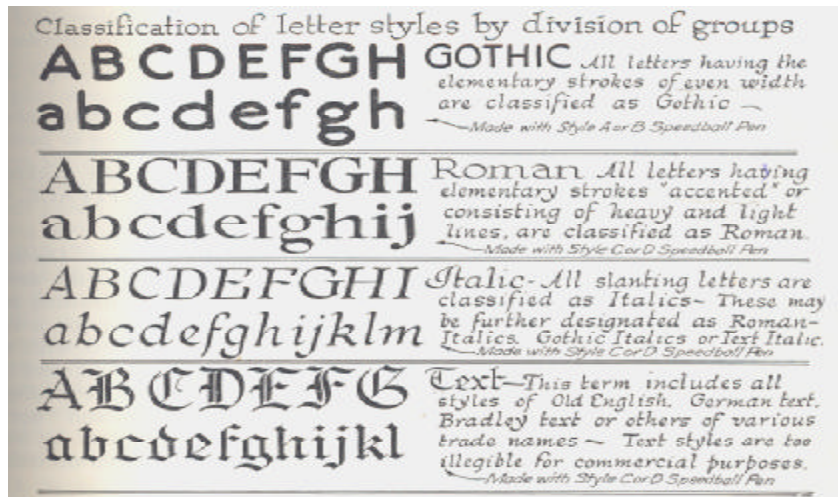 Classification of letter styles by division of groups
ABCDEFGH GOTHIC All letters having the
elementary strokes of even width
abcdefgh are classified as Gothic ~
Made with Style A or B Speedball Pen
ABCDEFGH Roman All letters having
elementary strokes "accented" or
abcdefghij consisting of heavy and light
lines, are classified as Roman.
Made with Style C or D Speedball Pen
ABCDEFGHI Italic - All slanting letters are
classified as Italics ~ These may
abcdefghijklm be further designated as Roman-
Italics, Gothic Italics or Text Italic.
Made with Style C or D Speedball Pen
ABCDEFG Text - This term includes all
styles of Old English, German text,
abcdefghijkl Bradley text or others of various
trade names ~ Text styles are too
illegible for commercial purposes.
Made with Style C or D Speedball Pen